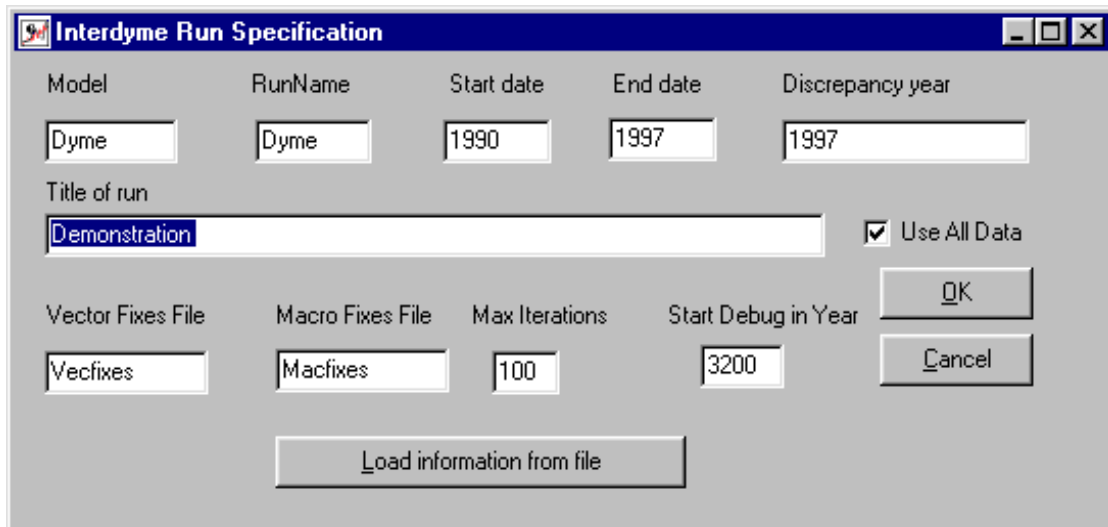 Interdyme Run Specification
Model RunName Start date End date Discrepancy year
Dyme Dyme 1990 1997 1997
Title of run
Demonstration Use All Data
OK
Vector Fixes File Macro Fixes File Max Iterations Start Debug in Year
Vecfixes Macfixes 100 3200 Cancel
Load information from file